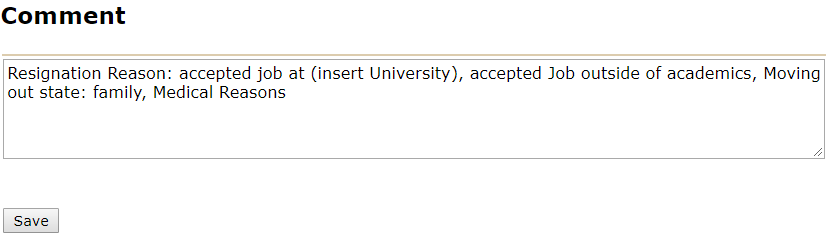 Comment
Resignation Reason: accepted job at (insert University), accepted Job outside of academics, Moving
out state: family, Medical Reasons
Save